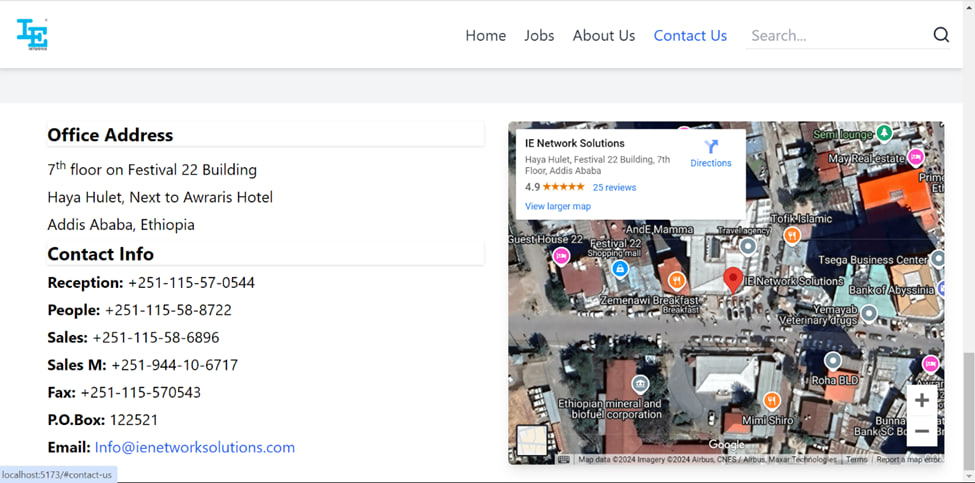 IE
Home Jobs About Us Contact Us Search...
Office Address
7th floor on Festival 22 Building
Haya Hulet, Next to Awraris Hotel
Addis Ababa, Ethiopia
Contact Info
Reception: +251-115-57-0544
People: +251-115-58-8722
Sales: +251-115-58-6896
Sales M: +251-944-10-6717
Fax: +251-115-570543
P.O.Box: 122521
Email: Info@ienetworksolutions.com
localhost:5173/#contact-us
IE Network Solutions
Haya Hulet, Festival 22 Building, 7th
Floor, Addis Ababa
Directions
4.9 ★★★★★ 25 reviews
View larger map
Semi lounge
May Real estate
Prime
Tofik Islamic
AndE Mamma
Travel agency
Guest House 22
Festival 22
Shopping mall
Tsega Business Center
IE Network Solutions
Bank of Abyssinia
Zemenawi Breakfast
Breakfast
Yemayab
Veterinary drugs
Roha BLD
Ethiopian mineral and
biofuel corporation
Mimi Shiro
+
−
Bank SC Bo
Google
Map data ©2024 Imagery ©2024 Airbus, CNES / Airbus, Maxar Technologies Terms Report a map error